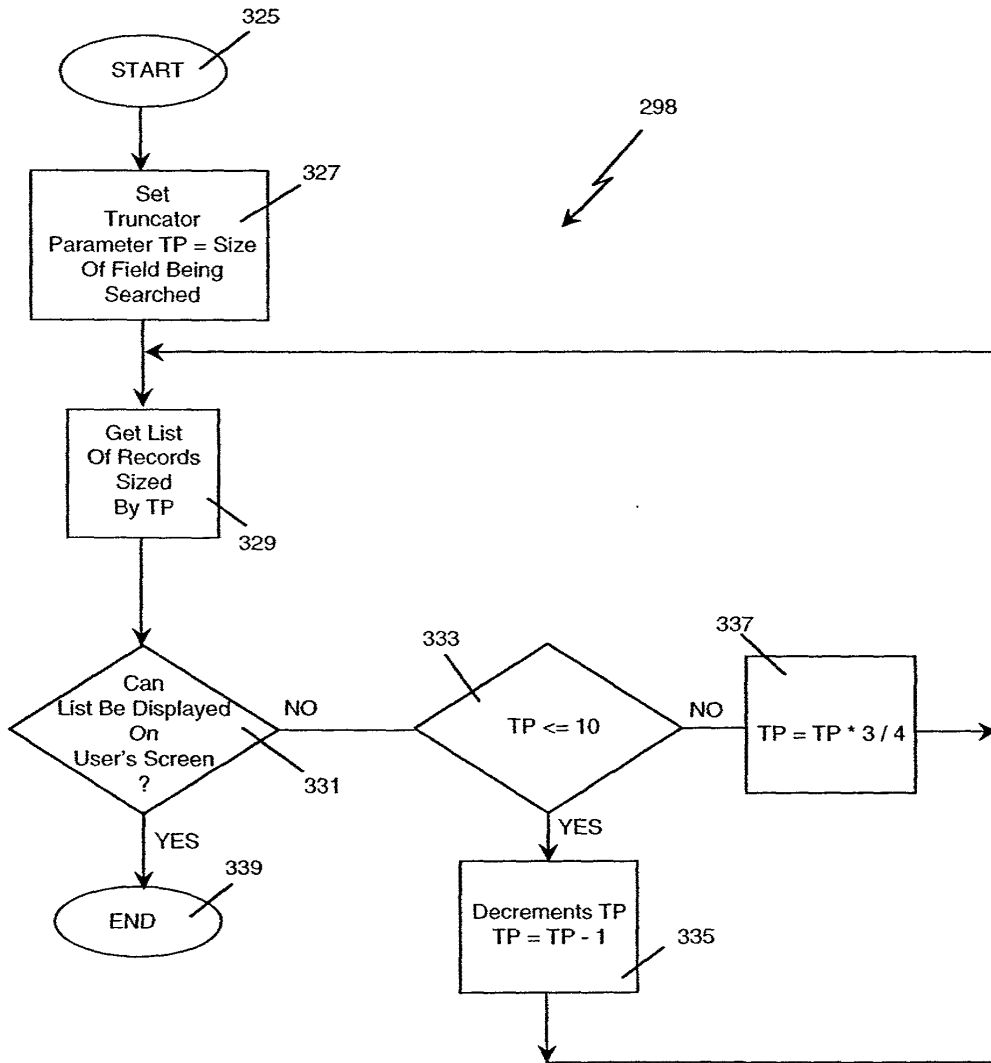 325
START
298
327
Set
Truncator
Parameter TP = Size
Of Field Being
Searched
Get List
Of Records
Sized
By TP
329
333
337
Can
List Be Displayed
On
User's Screen
?
331
NO
TP <= 10
NO
TP = TP * 3 / 4
YES
YES
339
END
Decrements TP
TP = TP - 1
335